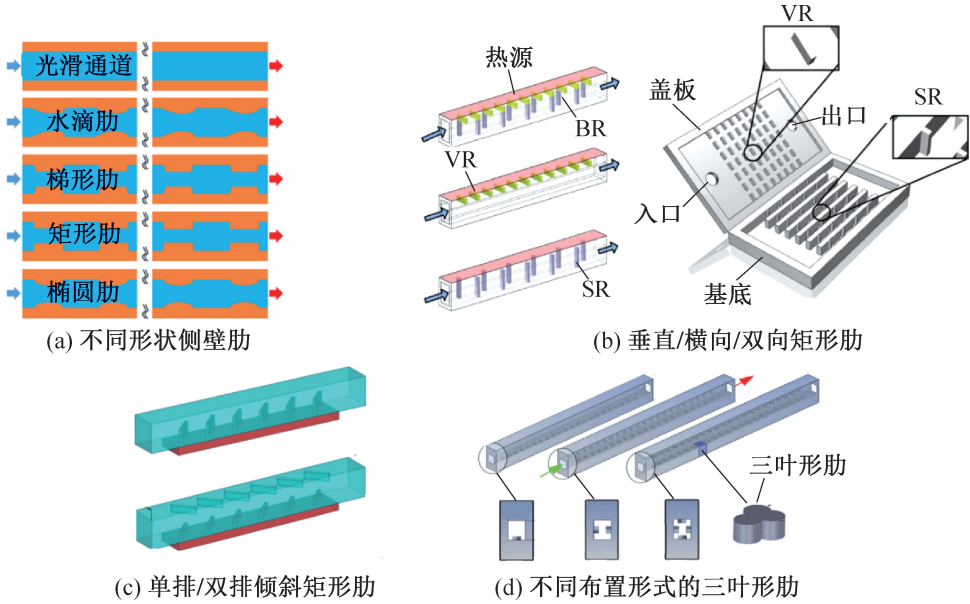 光滑通道
水滴肋
梯形肋
矩形肋
椭圆肋
(a) 不同形状侧壁肋
热源
BR
VR
SR
VR
盖板
出口
SR
入口
基底
(b) 垂直/横向/双向矩形肋
(c) 单排/双排倾斜矩形肋
三叶形肋
(d) 不同布置形式的三叶形肋